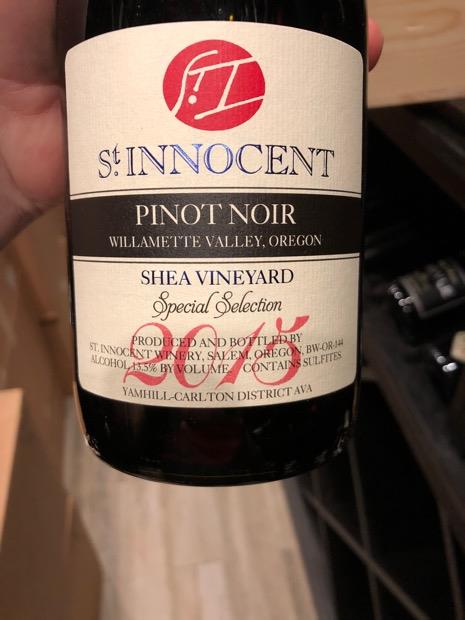 S.T.I
St. INNOCENT
PINOT NOIR
WILLAMETTE VALLEY, OREGON
SHEA VINEYARD
Special Selection
2015
PRODUCED AND BOTTLED BY
ST. INNOCENT WINERY, SALEM, OREGON, BW-OR-144
ALCOHOL 13.5% BY VOLUME. CONTAINS SULFITES
YAMHILL-CARLTON DISTRICT AVA